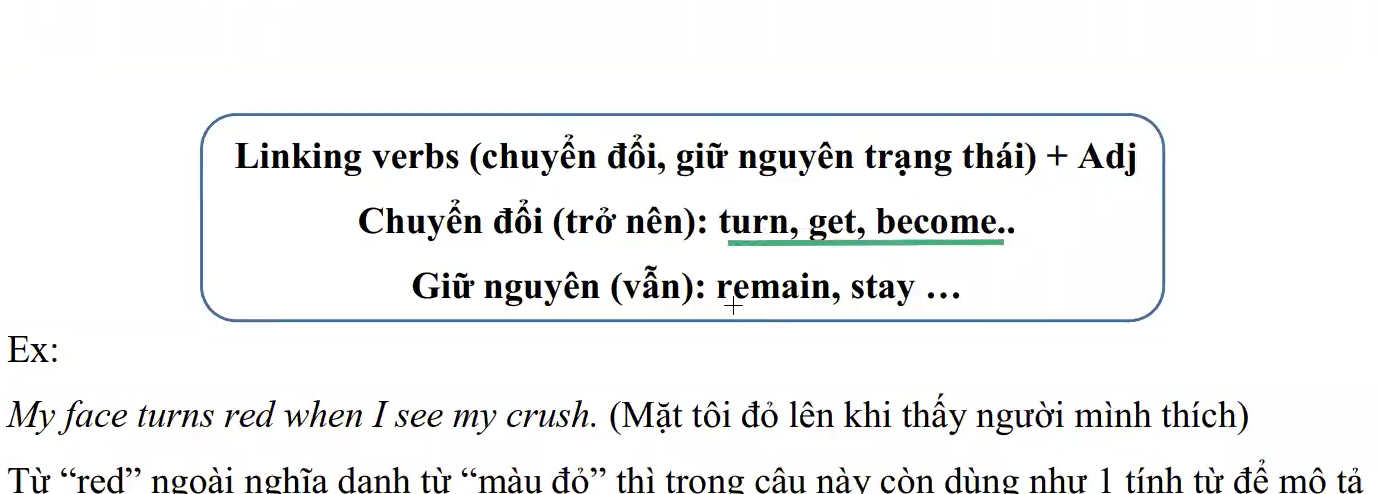 Linking verbs (chuyển đổi, giữ nguyên trạng thái) + Adj
Chuyển đổi (trở nên): turn, get, become..
Giữ nguyên (vẫn): remain, stay …
Ex:
My face turns red when I see my crush. (Mặt tôi đỏ lên khi thấy người mình thích)
Từ “red” ngoài nghĩa danh từ “màu đỏ” thì trong câu này còn dùng như 1 tính từ để mô tả